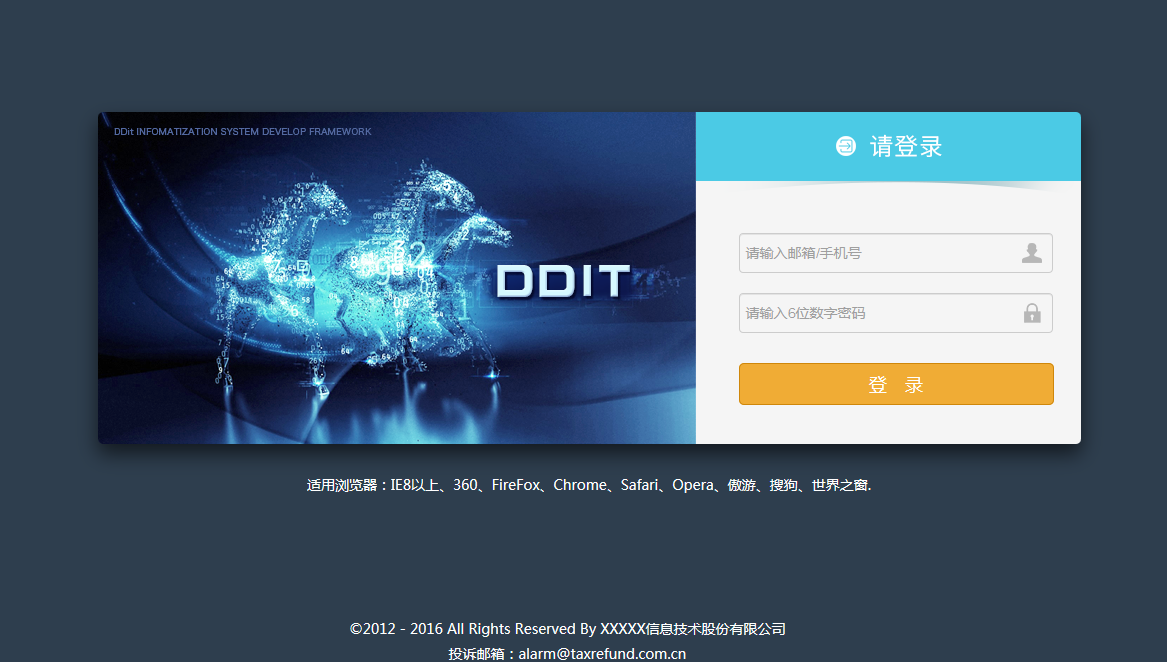 DDit INFOMATIZATION SYSTEM DEVELOP FRAMEWORK
请登录
DDIT
请输入邮箱/手机号
请输入6位数字密码
登 录
适用浏览器：IE8以上、360、FireFox、Chrome、Safari、Opera、傲游、搜狗、世界之窗.
©2012 - 2016 All Rights Reserved By XXXXX信息技术股份有限公司
投诉邮箱：alarm@taxrefund.com.cn